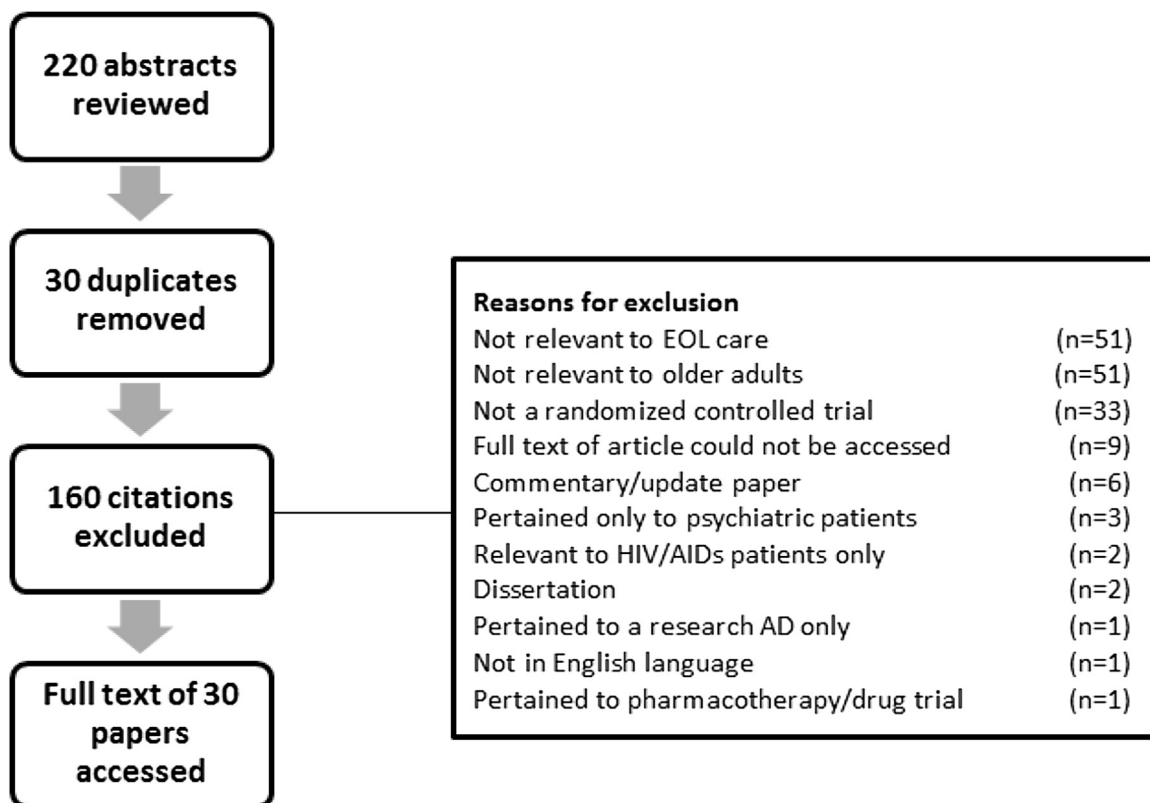 220 abstracts
reviewed
30 duplicates
removed
160 citations
excluded
Full text of 30
papers
accessed
Reasons for exclusion
Not relevant to EOL care (n=51)
Not relevant to older adults (n=51)
Not a randomized controlled trial (n=33)
Full text of article could not be accessed (n=9)
Commentary/update paper (n=6)
Pertained only to psychiatric patients (n=3)
Relevant to HIV/AIDs patients only (n=2)
Dissertation (n=2)
Pertained to a research AD only (n=1)
Not in English language (n=1)
Pertained to pharmacotherapy/drug trial (n=1)